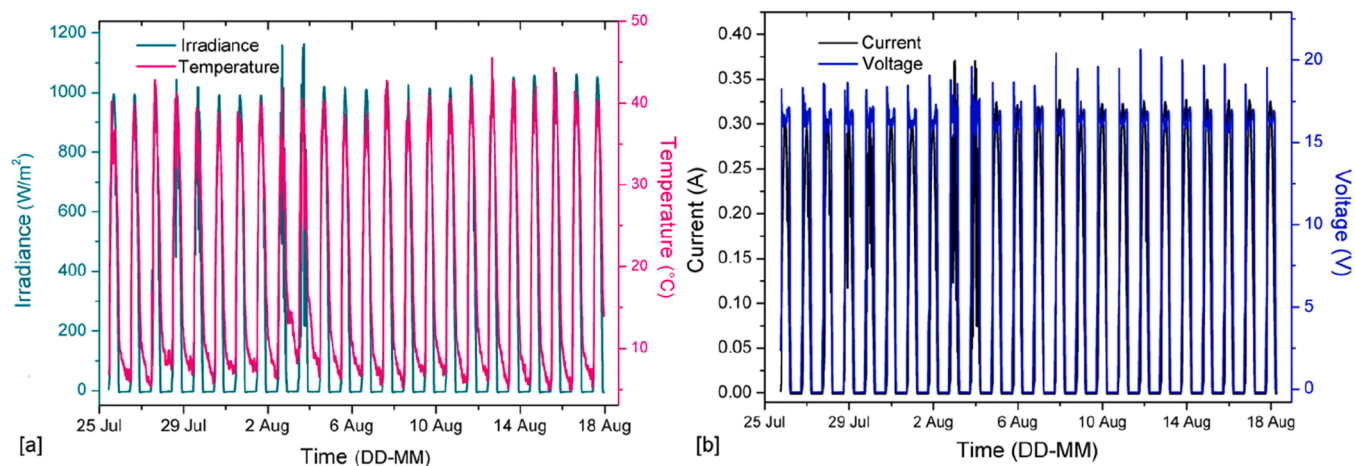 Irradiance
Temperature
Irradiance (W/m²)
1200
1000
800
600
400
200
0
Temperature (°C)
50
40
30
20
10
25 Jul 29 Jul 2 Aug 6 Aug 10 Aug 14 Aug 18 Aug
Time (DD-MM)
[a]
Current
Voltage
Current (A)
0.40
0.35
0.30
0.25
0.20
0.15
0.10
0.05
0.00
Voltage (V)
20
15
10
5
0
25 Jul 29 Jul 2 Aug 6 Aug 10 Aug 14 Aug 18 Aug
Time (DD-MM)
[b]